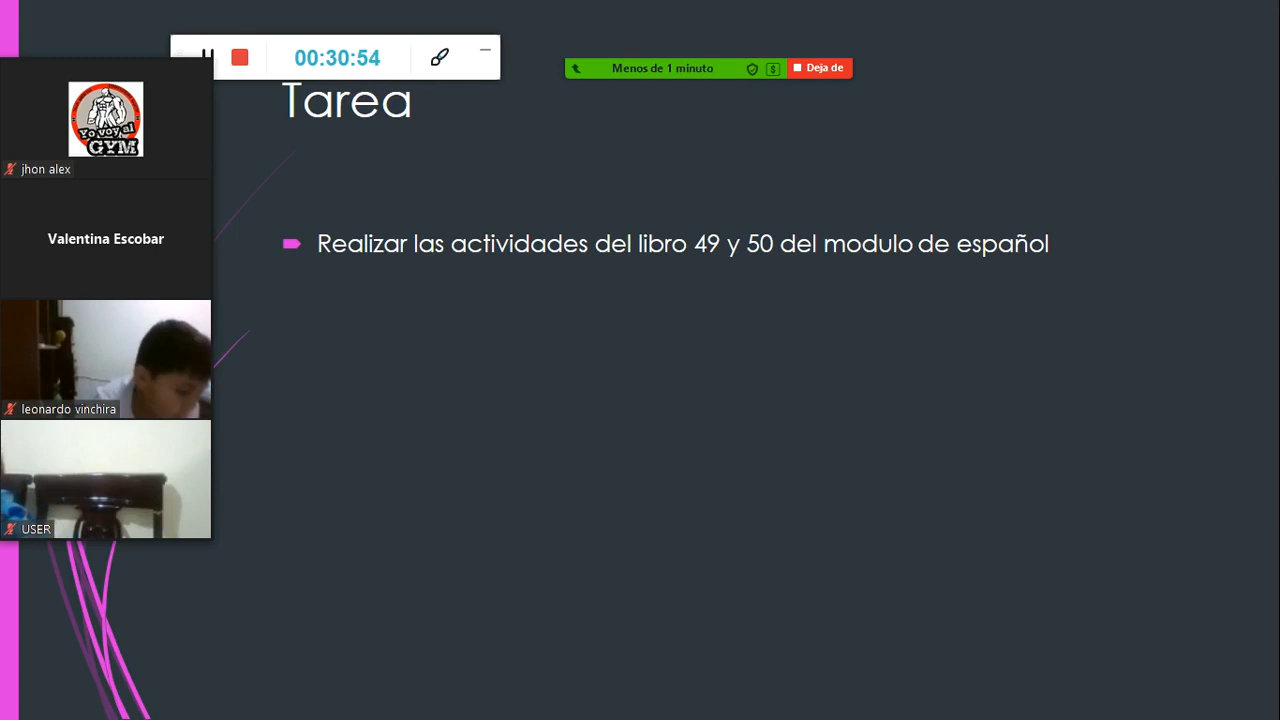 00:30:54
Menos de 1 minuto
Deja de
Tarea
Yo voy al
GYM
jhon alex
Valentina Escobar
Realizar las actividades del libro 49 y 50 del modulo de español
leonardo vinchira
USER